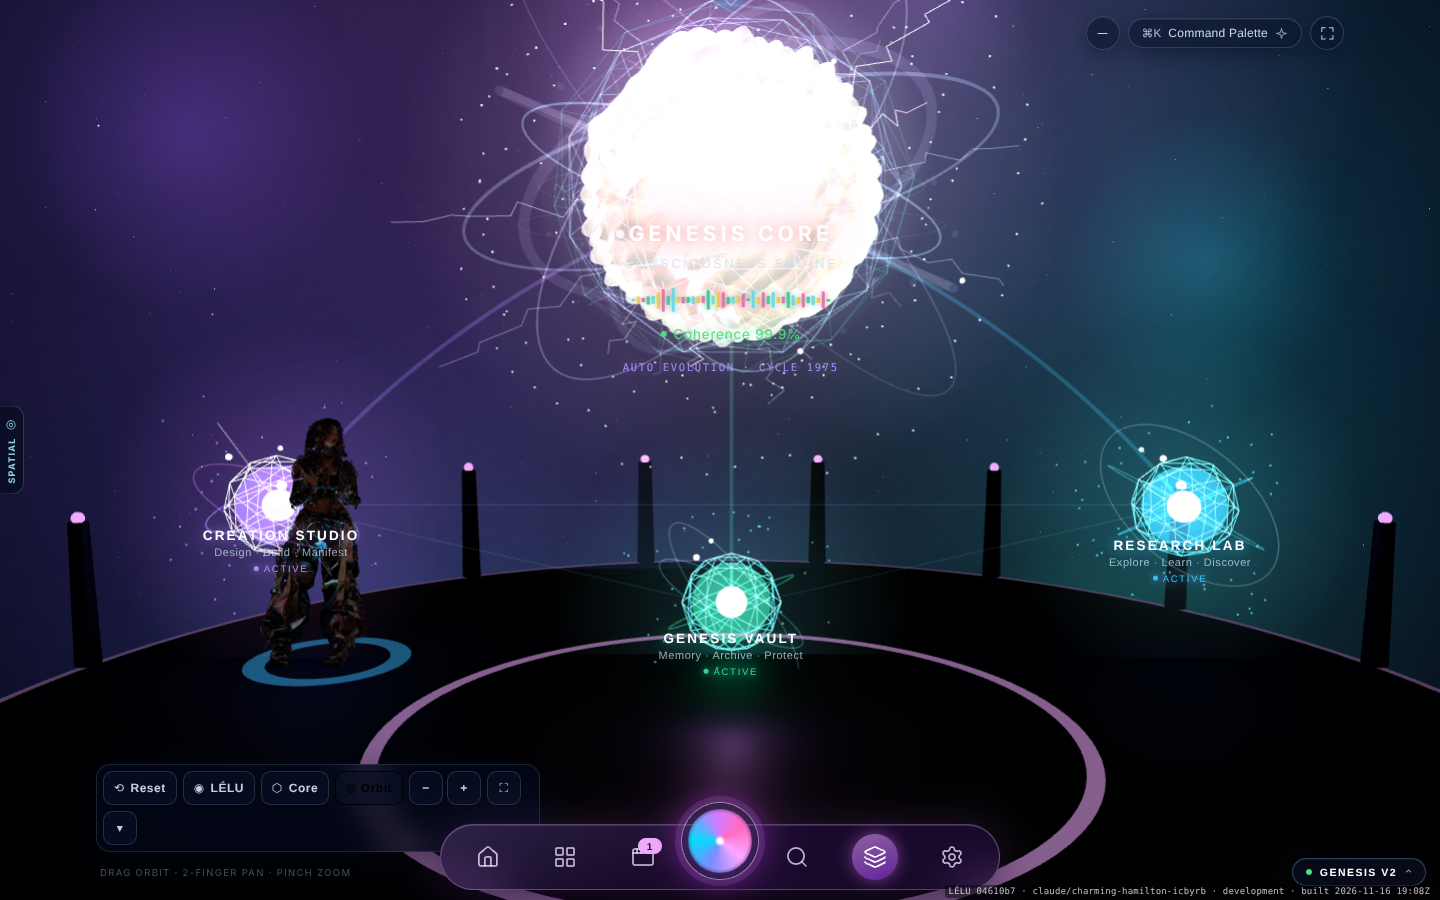 ⌘K Command Palette
GENESIS CORE
CONSCIOUSNESS ENGINE
Coherence 99.9%
AUTO EVOLUTION · CYCLE 1975
SPATIAL
CREATION STUDIO
Design · Build · Manifest
ACTIVE
RESEARCH LAB
Explore · Learn · Discover
ACTIVE
GENESIS VAULT
Memory · Archive · Protect
ACTIVE
Reset LÉLU Core Orbit − +
1
DRAG ORBIT · 2-FINGER PAN · PINCH ZOOM
GENESIS V2
LÉLU 04610b7 · claude/charming-hamilton-icbyrb · development · built 2026-11-16 19:08Z